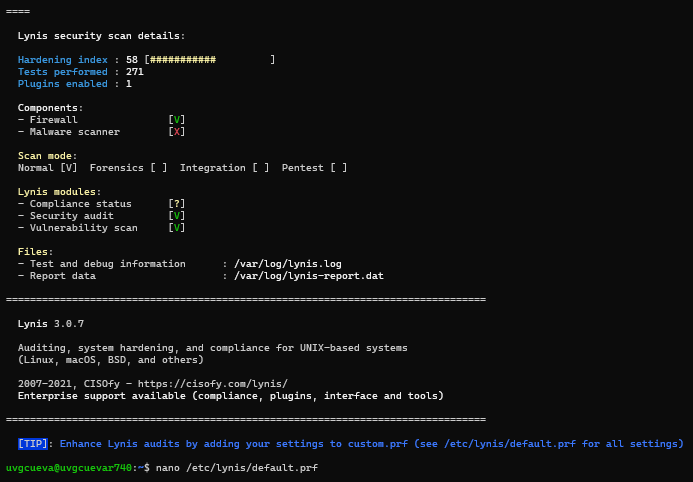 ====
Lynis security scan details:
Hardening index : 58 [###########         ]
Tests performed : 271
Plugins enabled : 1
Components:
- Firewall               [V]
- Malware scanner        [X]
Scan mode:
Normal [V]  Forensics [ ]  Integration [ ]  Pentest [ ]
Lynis modules:
- Compliance status      [?]
- Security audit         [V]
- Vulnerability scan     [V]
Files:
- Test and debug information      : /var/log/lynis.log
- Report data                     : /var/log/lynis-report.dat
================================================================================
Lynis 3.0.7
Auditing, system hardening, and compliance for UNIX-based systems
(Linux, macOS, BSD, and others)
2007-2021, CISOfy - https://cisofy.com/lynis/
Enterprise support available (compliance, plugins, interface and tools)
================================================================================
[TIP]: Enhance Lynis audits by adding your settings to custom.prf (see /etc/lynis/default.prf for all settings)
uvgcueva@uvgcuevar740:~$ nano /etc/lynis/default.prf